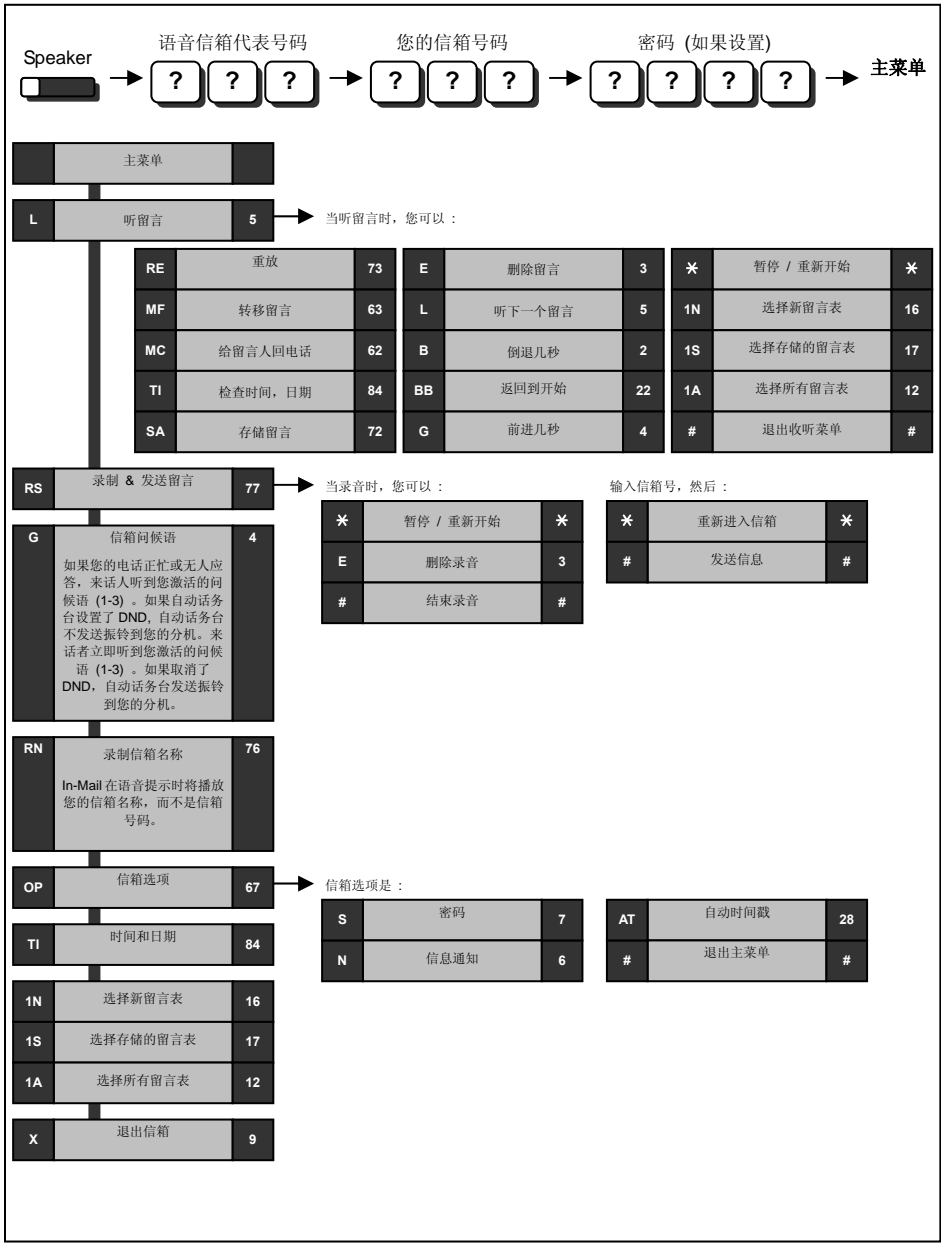 Speaker
语音信箱代表号码
您的信箱号码
密码 (如果设置)
? ? ?
? ? ?
? ? ? ?
主菜单
主菜单
L 听留言 5
当听留言时，您可以：
RE 重放 73
E 删除留言 3
* 暂停 / 重新开始 *
MF 转移留言 63
L 听下一个留言 5
1N 选择新留言表 16
MC 给留言人回电话 62
B 倒退几秒 2
1S 选择存储的留言表 17
TI 检查时间，日期 84
BB 返回到开始 22
1A 选择所有留言表 12
SA 存储留言 72
G 前进几秒 4
# 退出收听菜单 #
RS 录制 & 发送留言 77
当录音时，您可以：
* 暂停 / 重新开始 *
E 删除录音 3
# 结束录音 #
输入信箱号，然后：
* 重新进入信箱 *
# 发送信息 #
G 信箱问候语 4
如果您的电话正忙或无人应
答，来话人听到您激活的问
候语 (1-3) 。如果自动话务
台设置了 DND, 自动话务台
不发送振铃到您的分机。来
话者立即听到您激活的问候
语 (1-3) 。如果取消了
DND，自动话务台发送振铃
到您的分机。
RN 录制信箱名称 76
In-Mail 在语音提示时将播放
您的信箱名称，而不是信箱
号码。
OP 信箱选项 67
信箱选项是：
S 密码 7
AT 自动时间戳 28
N 信息通知 6
# 退出主菜单 #
TI 时间和日期 84
1N 选择新留言表 16
1S 选择存储的留言表 17
1A 选择所有留言表 12
X 退出信箱 9